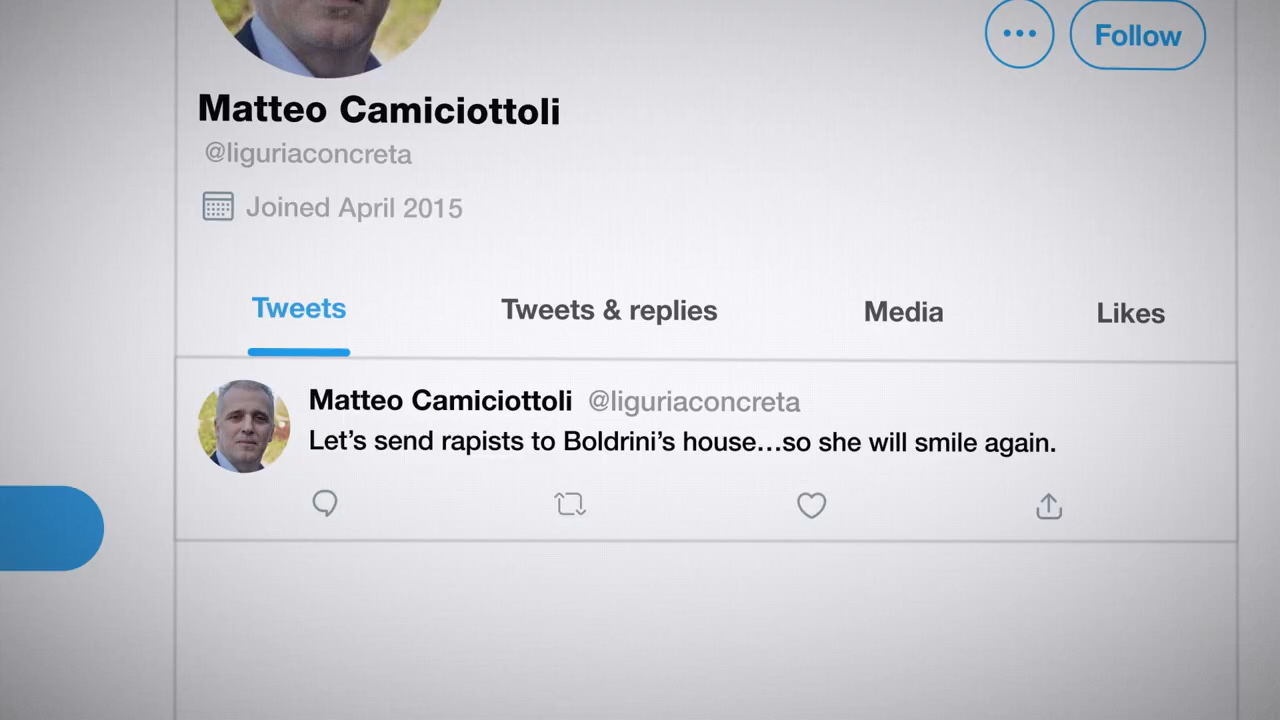 Follow
Matteo Camiciottoli
@liguriaconcreta
Joined April 2015
Tweets Tweets & replies Media Likes
Matteo Camiciottoli @liguriaconcreta
Let's send rapists to Boldrini's house...so she will smile again.